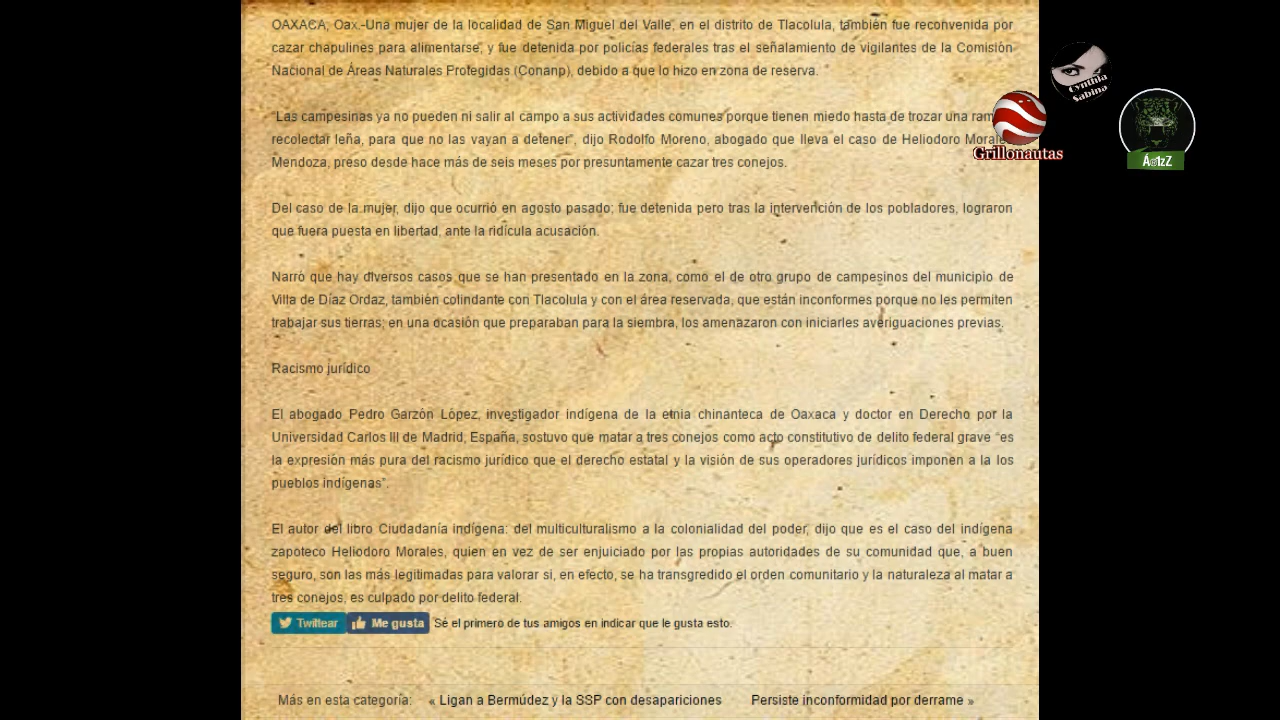 OAXACA, Oax.-Una mujer de la localidad de San Miguel del Valle, en el distrito de Tlacolula, también fue reconvenida por
cazar chapulines para alimentarse, y fue detenida por policías federales tras el señalamiento de vigilantes de la Comisión
Nacional de Áreas Naturales Protegidas (Conanp), debido a que lo hizo en zona de reserva.
"Las campesinas ya no pueden ni salir al campo a sus actividades comunes porque tienen miedo hasta de trozar una
recolectar leña, para que no las vayan a detener", dijo Rodolfo Moreno, abogado que lleva el caso de Heliodoro
Mendoza, preso desde hace más de seis meses por presuntamente cazar tres conejos.
Del caso de la mujer, dijo que ocurrió en agosto pasado; fue detenida pero tras la intervención de los pobladores, lograron
que fuera puesta en libertad, ante la ridícula acusación.
Narró que hay diversos casos que se han presentado en la zona, como el de otro grupo de campesinos del municipio de
Villa de Díaz Ordaz, también colindante con Tlacolula y con el área reservada, que están inconformes porque no les permiten
trabajar sus tierras; en una ocasión que preparaban para la siembra, los amenazaron con iniciarles averiguaciones previas.
Racismo jurídico
El abogado Pedro Garzón López, investigador indígena de la etnia chinanteca de Oaxaca y doctor en Derecho por la
Universidad Carlos III de Madrid, España, sostuvo que matar a tres conejos como acto constitutivo de delito federal grave "es
la expresión más pura del racismo jurídico que el derecho estatal y la visión de sus operadores jurídicos imponen a la los
pueblos indígenas".
El autor del libro Ciudadanía indígena: del multiculturalismo a la colonialidad del poder, dijo que es el caso del indígena
zapoteco Heliodoro Morales, quien en vez de ser enjuiciado por las propias autoridades de su comunidad que, a buen
seguro, son las más legitimadas para valorar si, en efecto, se ha transgredido el orden comunitario y la naturaleza al matar a
tres conejos, es culpado por delito federal.
Twittear Me gusta Sé el primero de tus amigos en indicar que le gusta esto.
Más en esta categoría: « Ligan a Bermúdez y la SSP con desapariciones Persiste inconformidad por derrame »
Cynthia
Sabina
Grillonautas
Á@lzZ